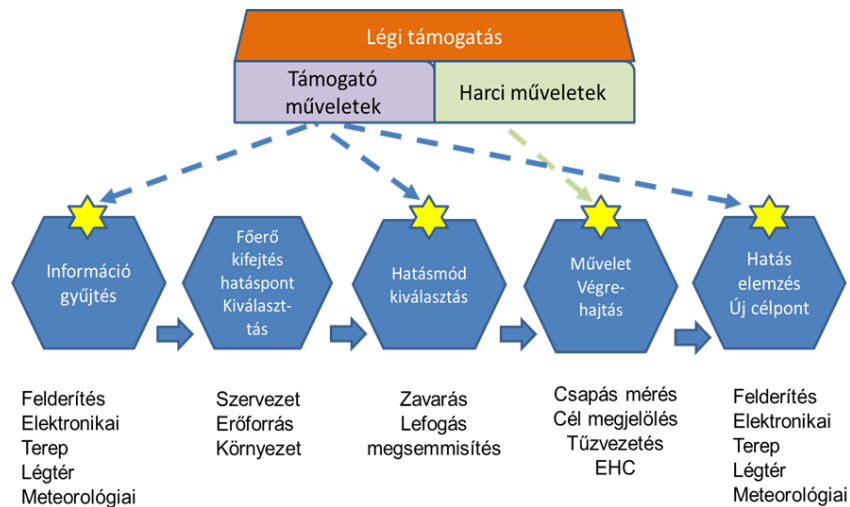 Légi támogatás
Támogató
műveletek
Harci műveletek
Információ
gyűjtés
Főerő
kifejtés
hatáspont
Kiválaszt-
tás
Hatásmód
kiválasztás
Művelet
Végre-
hajtás
Hatás
elemzés
Új célpont
Felderítés
Elektronikai
Terep
Légtér
Meteorológiai
Szervezet
Erőforrás
Környezet
Zavarás
Lefogás
megsemmisítés
Csapás mérés
Cél megjelölés
Tűzvezetés
EHC
Felderítés
Elektronikai
Terep
Légtér
Meteorológiai